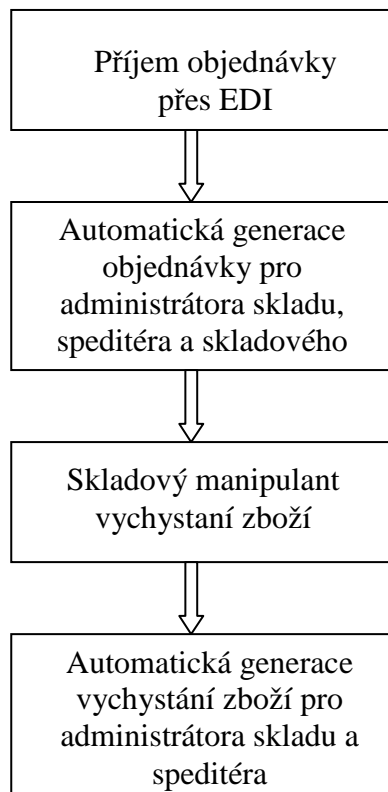 Příjem objednávky
přes EDI
Automatická generace
objednávky pro
administrátora skladu,
speditéra a skladového
Skladový manipulant
vychystaní zboží
Automatická generace
vychystání zboží pro
administrátora skladu a
speditéra